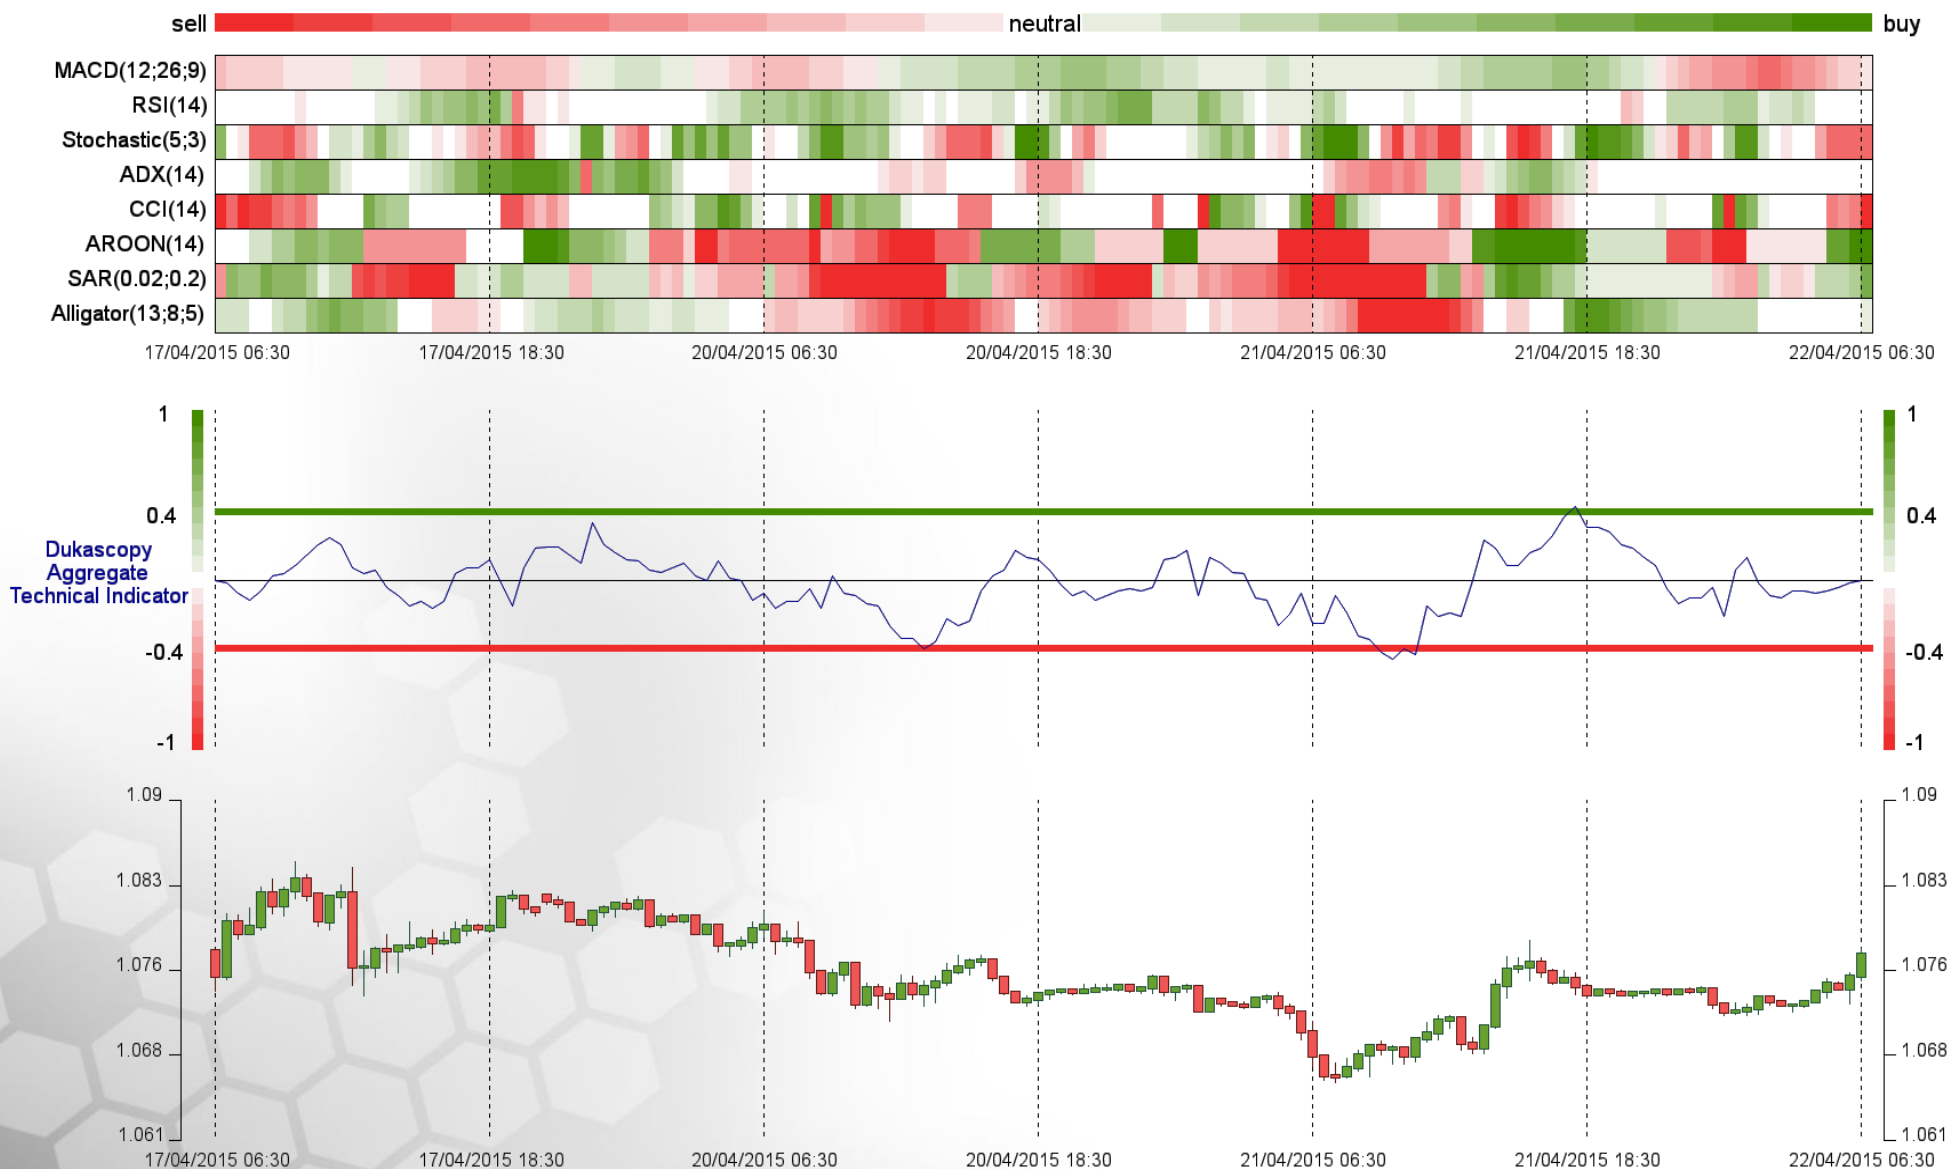 sell neutral buy
MACD(12;26;9)
RSI(14)
Stochastic(5;3)
ADX(14)
CCI(14)
AROON(14)
SAR(0.02;0.2)
Alligator(13;8;5)
17/04/2015 06:30 17/04/2015 18:30 20/04/2015 06:30 20/04/2015 18:30 21/04/2015 06:30 21/04/2015 18:30 22/04/2015 06:30
1 1
0.4 0.4
Dukascopy
Aggregate
Technical Indicator
-0.4 -0.4
-1 -1
1.09 1.09
1.083 1.083
1.076 1.076
1.068 1.068
1.061 1.061
17/04/2015 06:30 17/04/2015 18:30 20/04/2015 06:30 20/04/2015 18:30 21/04/2015 06:30 21/04/2015 18:30 22/04/2015 06:30